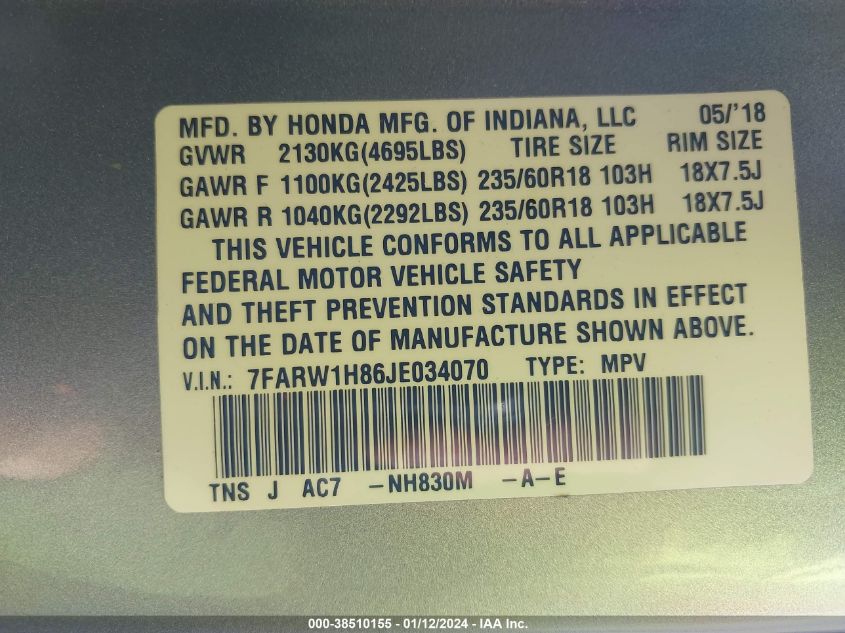 MFD. BY HONDA MFG. OF INDIANA, LLC 05/'18
GVWR 2130KG(4695LBS) TIRE SIZE RIM SIZE
GAWR F 1100KG(2425LBS) 235/60R18 103H 18X7.5J
GAWR R 1040KG(2292LBS) 235/60R18 103H 18X7.5J
THIS VEHICLE CONFORMS TO ALL APPLICABLE
FEDERAL MOTOR VEHICLE SAFETY
AND THEFT PREVENTION STANDARDS IN EFFECT
ON THE DATE OF MANUFACTURE SHOWN ABOVE.
V.I.N.: 7FARW1H86JE034070 TYPE: MPV
TNS J AC7 -NH830M -A-E
000-38510155 - 01/12/2024 - IAA Inc.